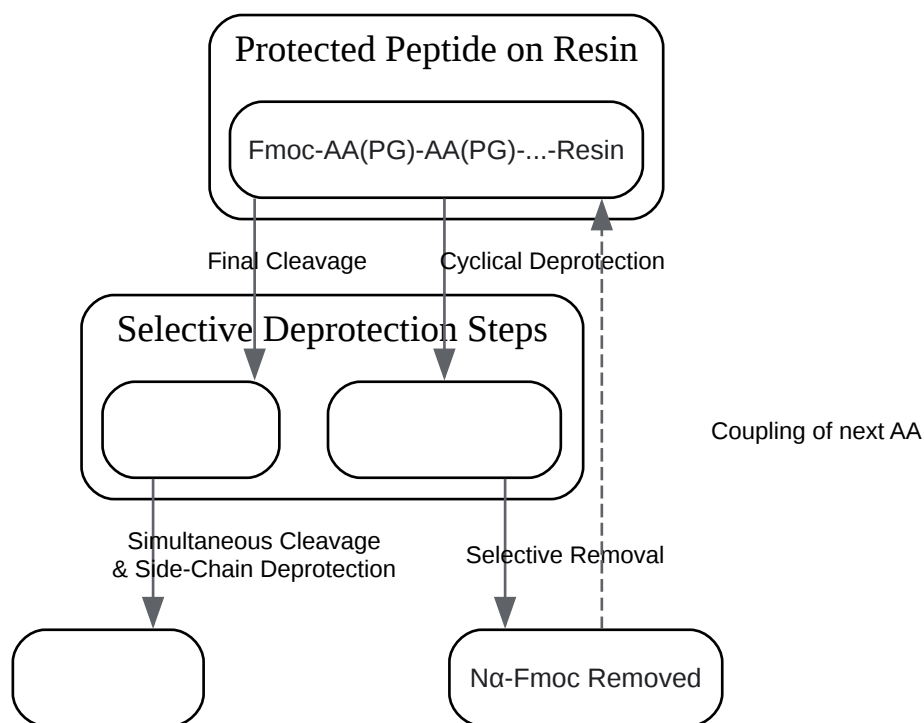 Protected Peptide on Resin
Fmoc-AA(PG)-AA(PG)-...-Resin
Final Cleavage
Cyclical Deprotection
Selective Deprotection Steps
Coupling of next AA
Simultaneous Cleavage
& Side-Chain Deprotection
Selective Removal
Nα-Fmoc Removed